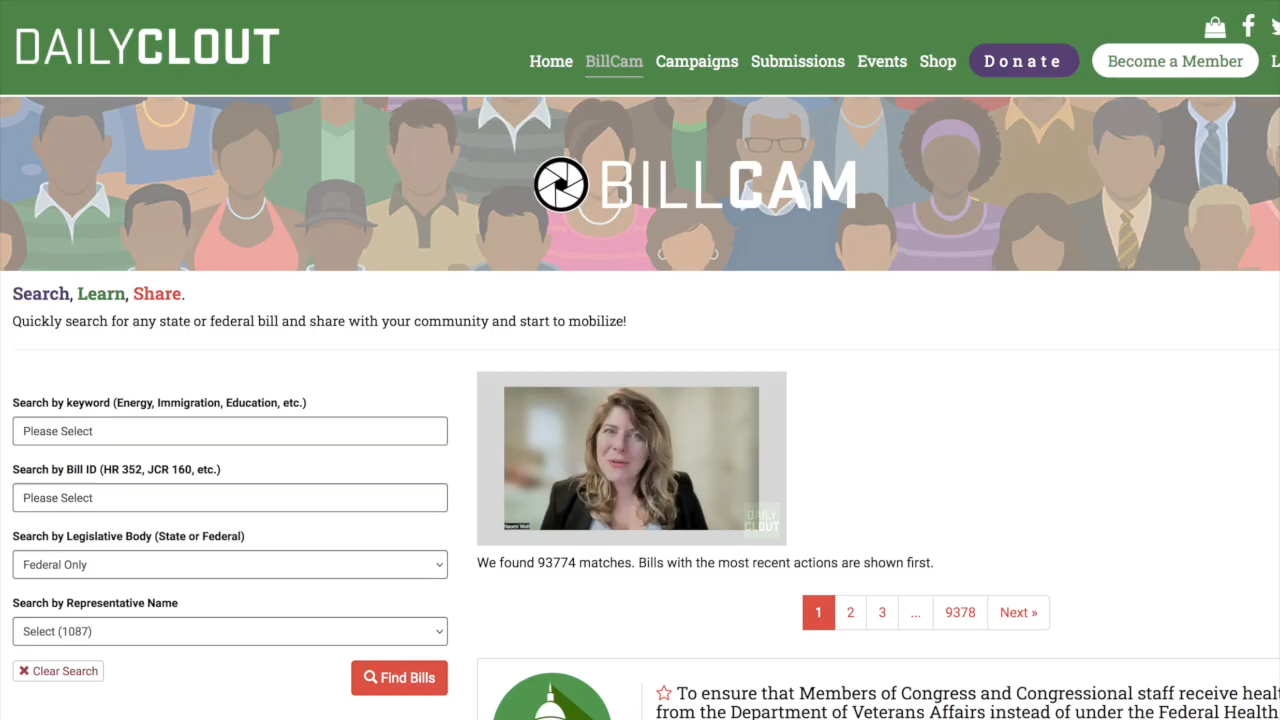 DAILYCLOUT
Home BillCam Campaigns Submissions Events Shop Donate Become a Member
BILLCAM
Search, Learn, Share.
Quickly search for any state or federal bill and share with your community and start to mobilize!
Search by keyword (Energy, Immigration, Education, etc.)
Please Select
Search by Bill ID (HR 352, JCR 160, etc.)
Please Select
Search by Legislative Body (State or Federal)
Federal Only
Search by Representative Name
Select (1087)
Clear Search
Find Bills
Naomi Wolf
DAILY
CLOUT
We found 93774 matches. Bills with the most recent actions are shown first.
1 2 3 ... 9378 Next »
To ensure that Members of Congress and Congressional staff receive heal
from the Department of Veterans Affairs instead of under the Federal Health